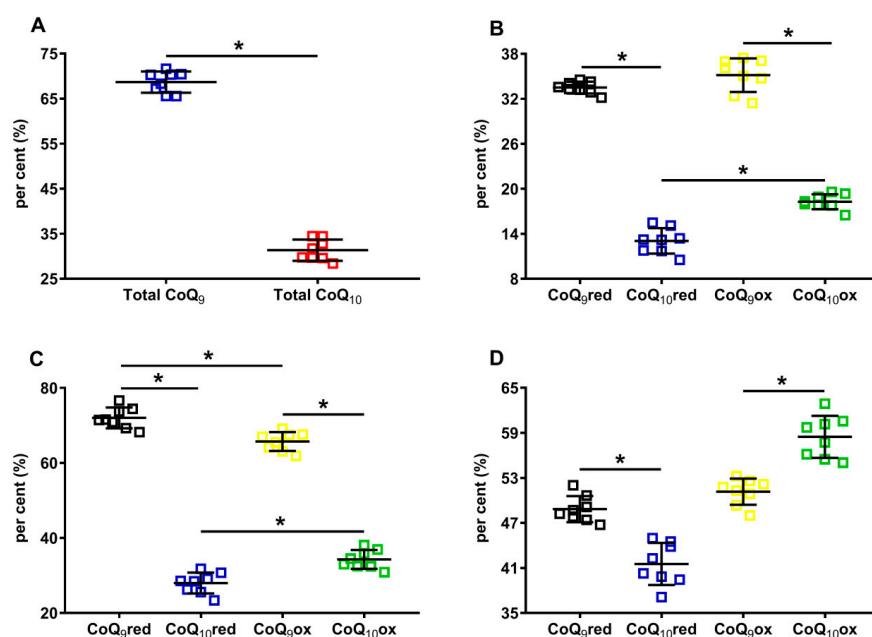 A
per cent (%)
75
65
55
45
35
25
*
Total CoQ₉
Total CoQ₁₀
B
per cent (%)
38
32
26
20
14
8
*
*
*
CoQ₉red
CoQ₁₀red
CoQ₉ox
CoQ₁₀ox
C
per cent (%)
80
60
40
20
*
*
*
*
CoQ₉red
CoQ₁₀red
CoQ₉ox
CoQ₁₀ox
D
per cent (%)
65
59
53
47
41
35
*
*
CoQ₉red
CoQ₁₀red
CoQ₉ox
CoQ₁₀ox